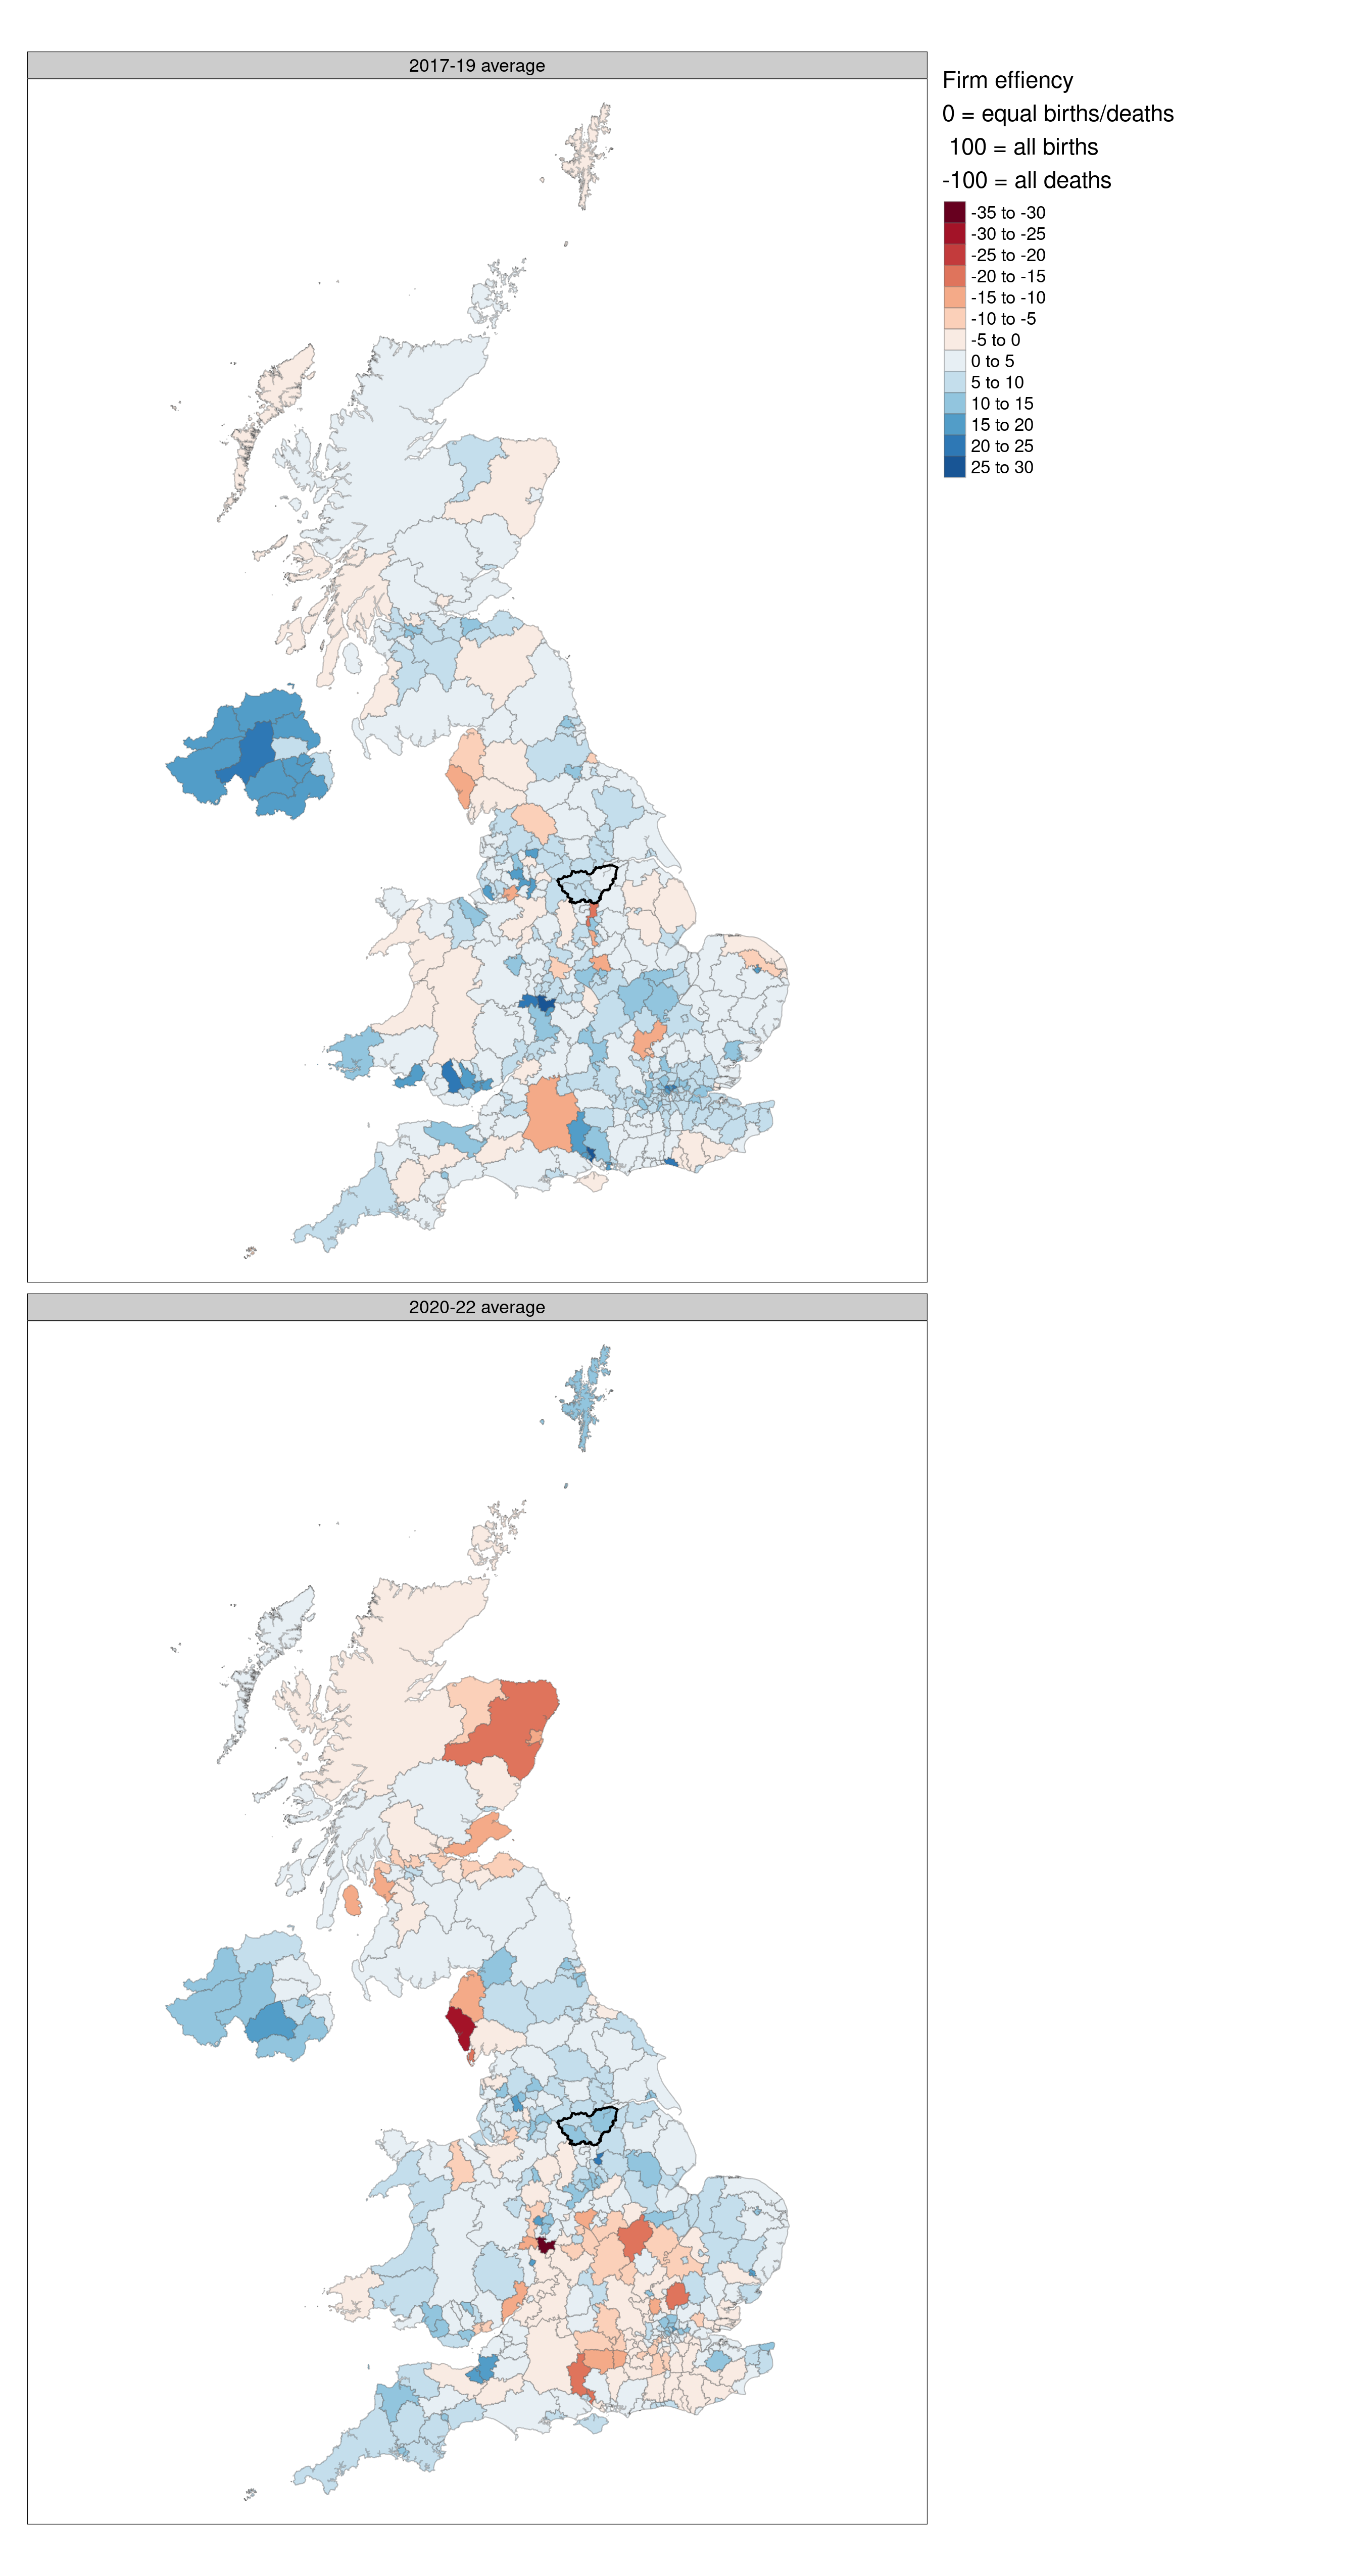 2017-19 average
Firm effiency
0 = equal births/deaths
100 = all births
-100 = all deaths
-35 to -30
-30 to -25
-25 to -20
-20 to -15
-15 to -10
-10 to -5
-5 to 0
0 to 5
5 to 10
10 to 15
15 to 20
20 to 25
25 to 30
2020-22 average